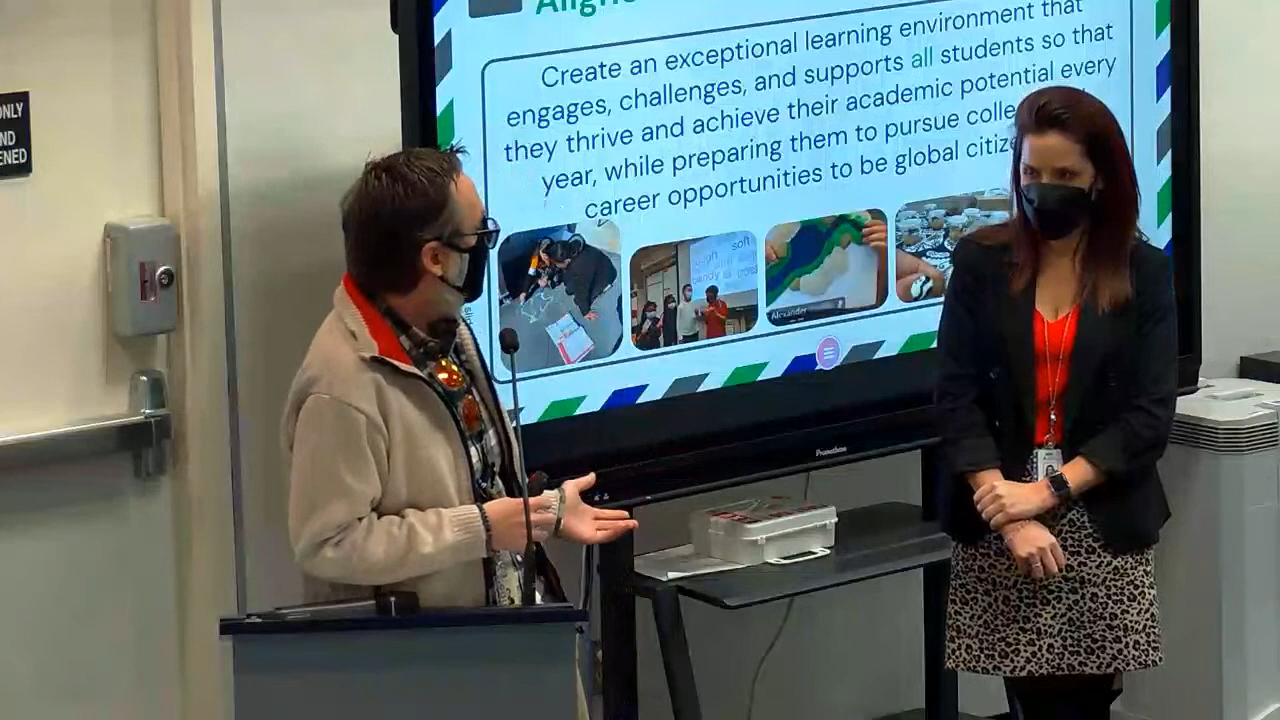 ONLY
ND
ENED
Create an exceptional learning environment that
engages, challenges, and supports all students so that
they thrive and achieve their academic potential every
year, while preparing them to pursue colle
career opportunities to be global citize
soft
Alexander
Promethean